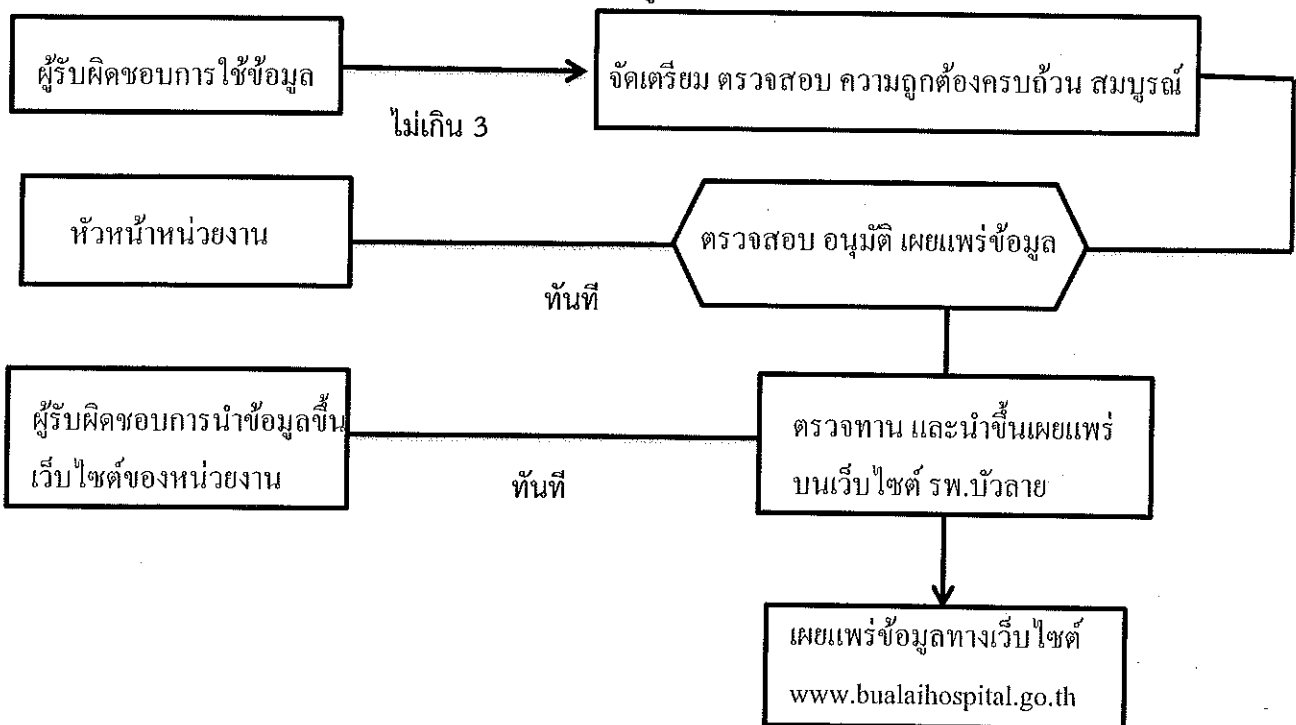 ผู้รับผิดชอบการใช้ข้อมูล
จัดเตรียม ตรวจสอบ ความถูกต้องครบถ้วน สมบูรณ์
ไม่เกิน 3
หัวหน้าหน่วยงาน
ตรวจสอบ อนุมัติ เผยแพร่ข้อมูล
ทันที
ผู้รับผิดชอบการนำข้อมูลขึ้น
เว็บไซต์ของหน่วยงาน
ตรวจทาน และนำขึ้นเผยแพร่
บนเว็บไซต์ รพ.บัวลาย
ทันที
เผยแพร่ข้อมูลทางเว็บไซต์
www.bualaihospital.go.th